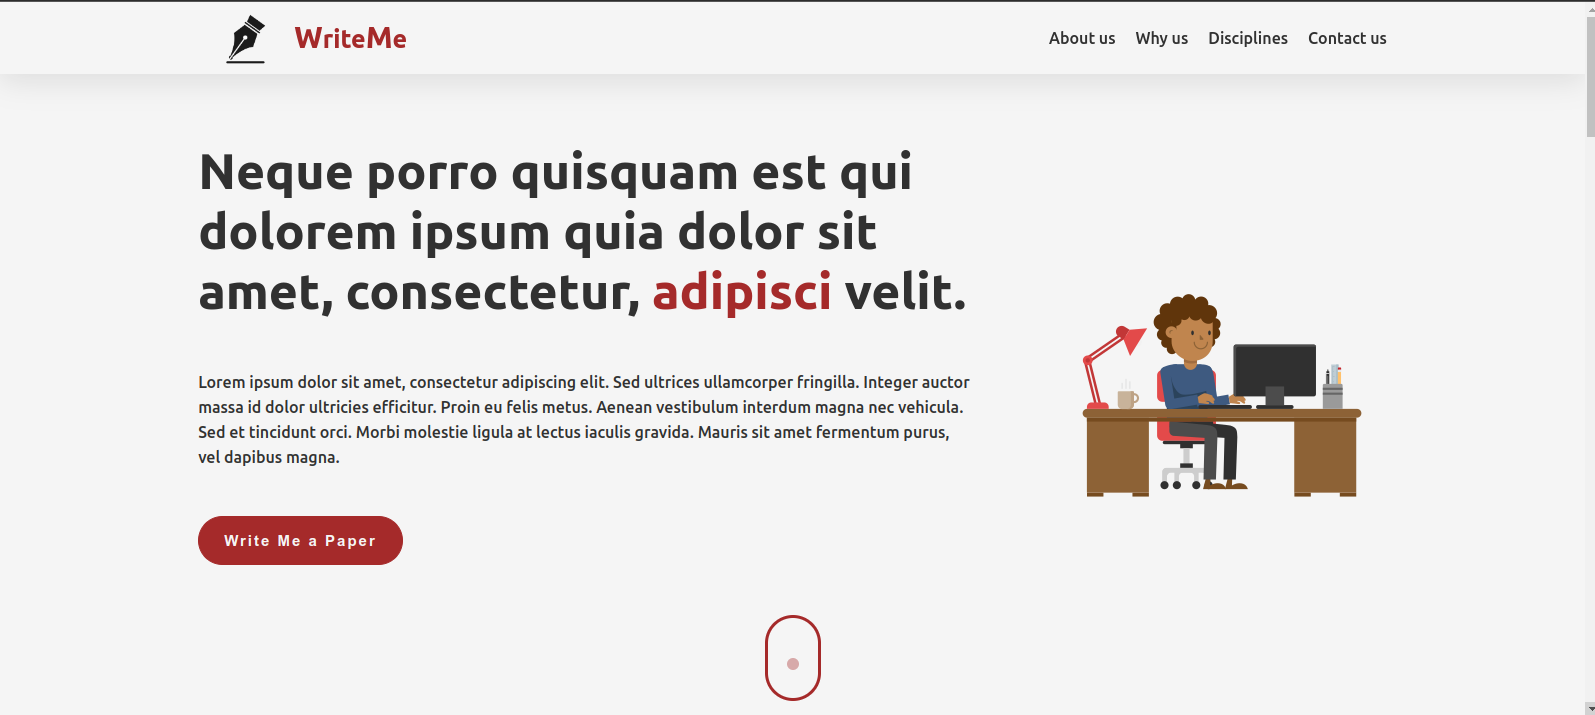 WriteMe
About us Why us Disciplines Contact us
Neque porro quisquam est qui
dolorem ipsum quia dolor sit
amet, consectetur, adipisci velit.
Lorem ipsum dolor sit amet, consectetur adipiscing elit. Sed ultrices ullamcorper fringilla. Integer auctor
massa id dolor ultricies efficitur. Proin eu felis metus. Aenean vestibulum interdum magna nec vehicula.
Sed et tincidunt orci. Morbi molestie ligula at lectus iaculis gravida. Mauris sit amet fermentum purus,
vel dapibus magna.
Write Me a Paper